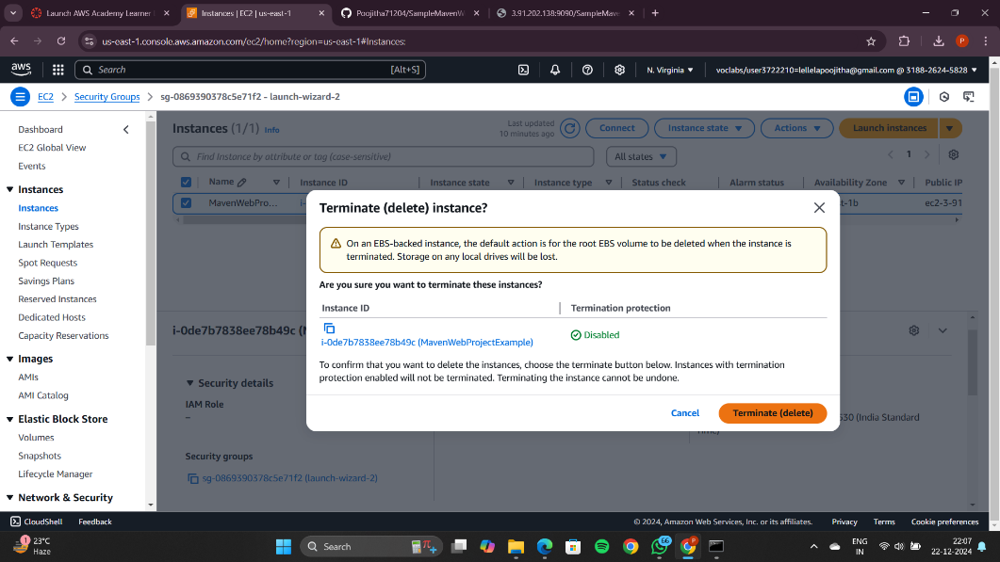 Launch AWS Academy Learner
Instances | EC2 | us-east-1
Poojitha71204/SampleMavenW
3.91.202.138:9090/SampleMave
us-east-1.console.aws.amazon.com/ec2/home?region=us-east-1#Instances:
P
aws
Search
[Alt+S]
N. Virginia
voclabs/user3722210=lellelapoojitha@gmail.com @ 3188-2624-5828
EC2
Security Groups
sg-0869390378c5e71f2 - launch-wizard-2
Dashboard
EC2 Global View
Events
Instances
Instances
Instance Types
Launch Templates
Spot Requests
Savings Plans
Reserved Instances
Dedicated Hosts
Capacity Reservations
Images
AMIs
AMI Catalog
Elastic Block Store
Volumes
Snapshots
Lifecycle Manager
Network & Security
Instances (1/1) Info
Last updated
10 minutes ago
Connect
Instance state
Actions
Launch instances
Find Instance by attribute or tag (case-sensitive)
All states
1
Name
Instance ID
Instance state
Instance type
Status check
Alarm status
Availability Zone
Public IP
MavenWebPro...
ec2-3-91
Terminate (delete) instance?
On an EBS-backed instance, the default action is for the root EBS volume to be deleted when the instance is
terminated. Storage on any local drives will be lost.
Are you sure you want to terminate these instances?
Instance ID
Termination protection
i-0de7b7838ee78b49c (MavenWebProjectExample)
Disabled
To confirm that you want to delete the instances, choose the terminate button below. Instances with termination
protection enabled will not be terminated. Terminating the instance cannot be undone.
Cancel
Terminate (delete)
i-0de7b7838ee78b49c
Security details
IAM Role
–
530 (India Standard
Time)
Security groups
sg-0869390378c5e71f2 (launch-wizard-2)
CloudShell
Feedback
© 2024, Amazon Web Services, Inc. or its affiliates.
Privacy
Terms
Cookie preferences
1
23°C
Haze
Search
66
P
ENG
IN
22:07
22-12-2024